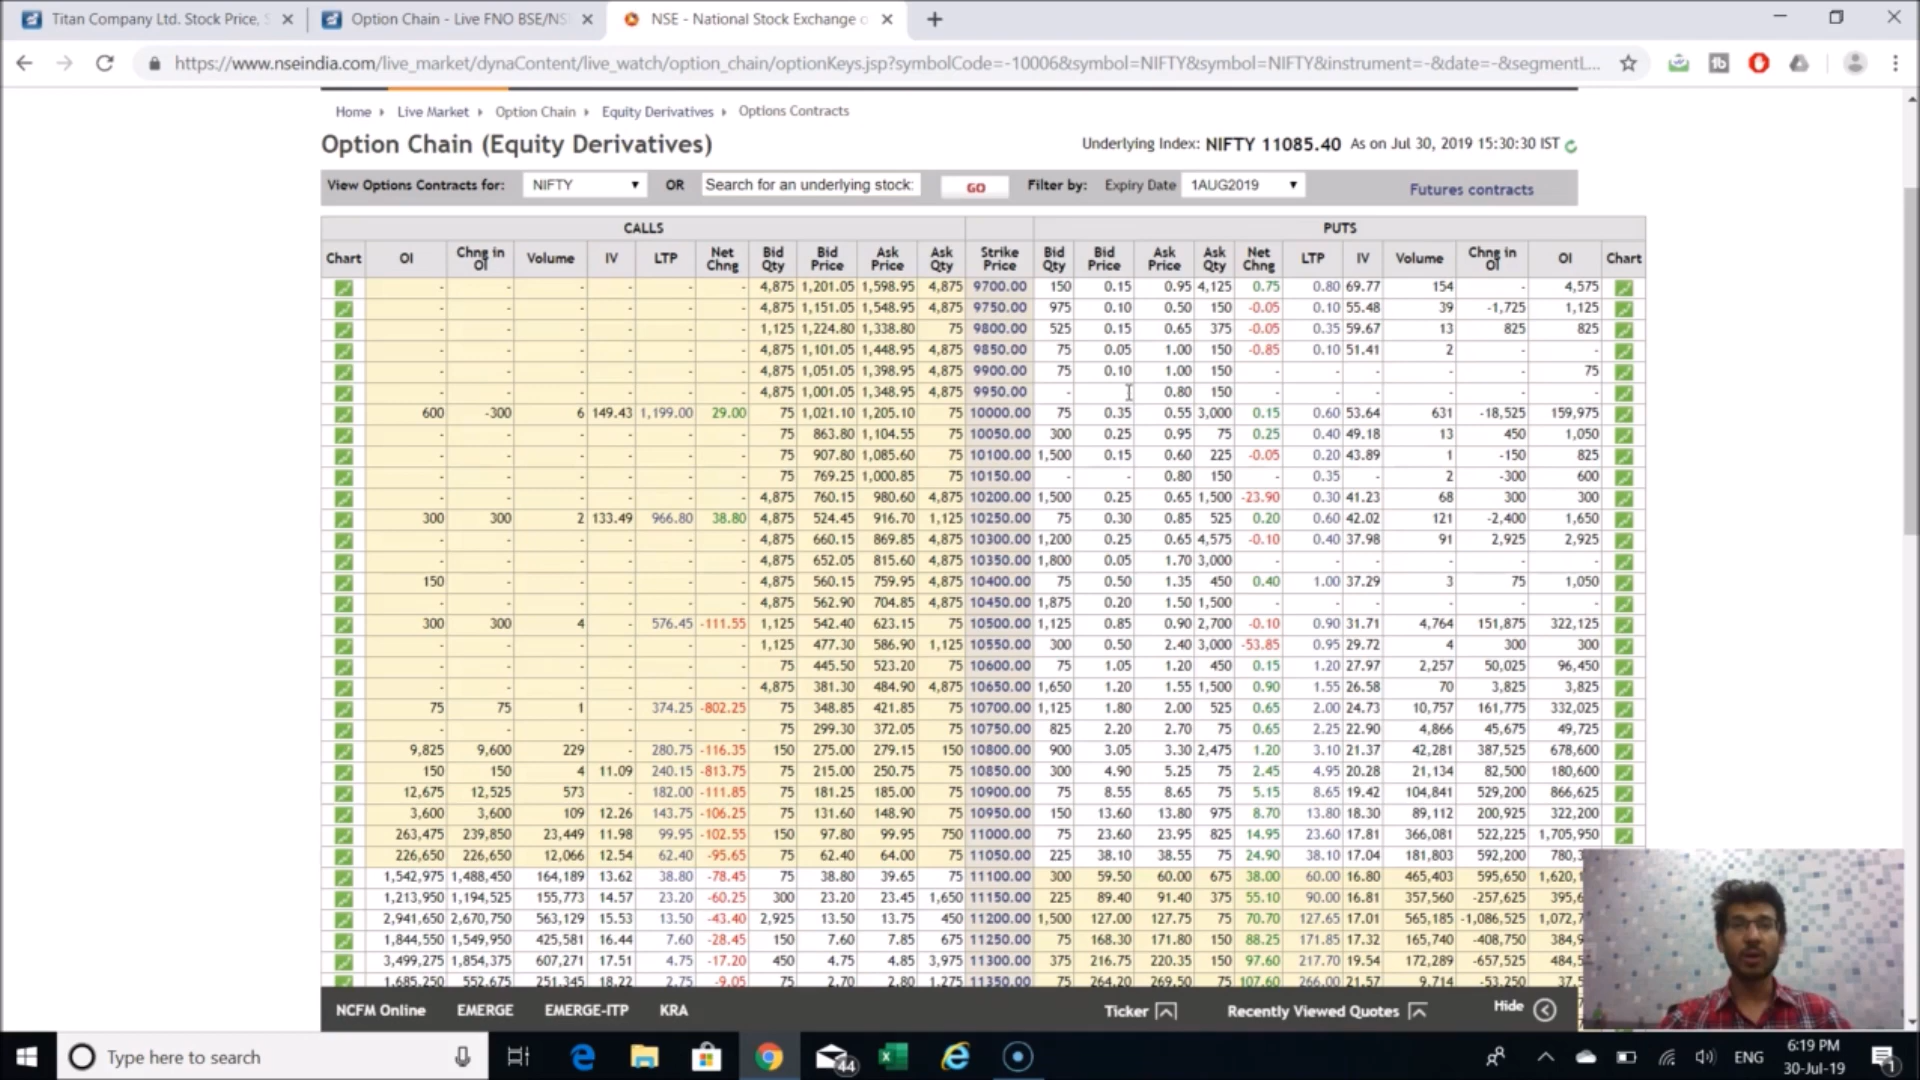 Titan Company Ltd. Stock Price, S
Option Chain - Live FNO BSE/NS
NSE - National Stock Exchange o
https://www.nseindia.com/live_market/dynaContent/live_watch/option_chain/optionKeys.jsp?symbolCode=-10006&symbol=NIFTY&symbol=NIFTY&instrument=-&date=-&segmentL...
Home Live Market Option Chain Equity Derivatives Options Contracts
Option Chain (Equity Derivatives) Underlying Index: NIFTY 11085.40 As on Jul 30, 2019 15:30:30 IST
View Options Contracts for: NIFTY OR Search for an underlying stock: GO Filter by: Expiry Date 1AUG2019 Futures contracts
CALLS PUTS
Chart OI Chng in OI Volume IV LTP Net Chng Bid Qty Bid Price Ask Price Ask Qty Strike Price Bid Qty Bid Price Ask Price Ask Qty Net Chng LTP IV Volume Chng in OI OI Chart
- - - - - - 4,875 1,201.05 1,598.95 4,875 9700.00 150 0.15 0.95 4,125 0.75 0.80 69.77 154 - 4,575
- - - - - - 4,875 1,151.05 1,548.95 4,875 9750.00 975 0.10 0.50 150 -0.05 0.10 55.48 39 -1,725 1,125
- - - - - - 1,125 1,224.80 1,338.80 75 9800.00 525 0.15 0.65 375 -0.05 0.35 59.67 13 825 825
- - - - - - 4,875 1,101.05 1,448.95 4,875 9850.00 75 0.05 1.00 150 -0.85 0.10 51.41 2 - -
- - - - - - 4,875 1,051.05 1,398.95 4,875 9900.00 75 0.10 1.00 150 - - - - - 75
- - - - - - 4,875 1,001.05 1,348.95 4,875 9950.00 - 0.80 150 - - - - - -
600 -300 6 149.43 1,199.00 29.00 75 1,021.10 1,205.10 75 10000.00 75 0.35 0.55 3,000 0.15 0.60 53.64 631 -18,525 159,975
- - - - - - 75 863.80 1,104.55 75 10050.00 300 0.25 0.95 75 0.25 0.40 49.18 13 450 1,050
- - - - - - 75 907.80 1,085.60 75 10100.00 1,500 0.15 0.60 225 -0.05 0.20 43.89 1 -150 825
- - - - - - 75 769.25 1,000.85 75 10150.00 - - 0.80 150 - 0.35 - 2 -300 600
- - - - - - 4,875 760.15 980.60 4,875 10200.00 1,500 0.25 0.65 1,500 -23.90 0.30 41.23 68 300 300
300 300 2 133.49 966.80 38.80 4,875 524.45 916.70 1,125 10250.00 75 0.30 0.85 525 0.20 0.60 42.02 121 -2,400 1,650
- - - - - - 4,875 660.15 869.85 4,875 10300.00 1,200 0.25 0.65 4,575 -0.10 0.40 37.98 91 2,925 2,925
- - - - - - 4,875 652.05 815.60 4,875 10350.00 1,800 0.05 1.70 3,000 - - - - - -
150 - - - - - 4,875 560.15 759.95 4,875 10400.00 75 0.50 1.35 450 0.40 1.00 37.29 3 75 1,050
- - - - - - 4,875 562.90 704.85 4,875 10450.00 1,875 0.20 1.50 1,500 - - - - - -
300 300 4 - 576.45 -111.55 1,125 542.40 623.15 75 10500.00 1,125 0.85 0.90 2,700 -0.10 0.90 31.71 4,764 151,875 322,125
- - - - - - 1,125 477.30 586.90 1,125 10550.00 300 0.50 2.40 3,000 -53.85 0.95 29.72 4 300 300
- - - - - - 75 445.50 523.20 75 10600.00 75 1.05 1.20 450 0.15 1.20 27.97 2,257 50,025 96,450
- - - - - - 4,875 381.30 484.90 4,875 10650.00 1,650 1.20 1.55 1,500 0.90 1.55 26.58 70 3,825 3,825
75 75 1 - 374.25 -802.25 75 348.85 421.85 75 10700.00 1,125 1.80 2.00 525 0.65 2.00 24.73 10,757 161,775 332,025
- - - - - - 75 299.30 372.05 75 10750.00 825 2.20 2.70 75 0.65 2.25 22.90 4,866 45,675 49,725
9,825 9,600 229 - 280.75 -116.35 150 275.00 279.15 150 10800.00 900 3.05 3.30 2,475 1.20 3.10 21.37 42,281 387,525 678,600
150 150 4 11.09 240.15 -813.75 75 215.00 250.75 75 10850.00 300 4.90 5.25 75 2.45 4.95 20.28 21,134 82,500 180,600
12,675 12,525 573 - 182.00 -111.85 75 181.25 185.00 75 10900.00 75 8.55 8.65 75 5.15 8.65 19.42 104,841 529,200 866,625
3,600 3,600 109 12.26 143.75 -106.25 75 131.60 148.90 75 10950.00 150 13.60 13.80 975 8.70 13.80 18.30 89,112 200,925 322,200
263,475 239,850 23,449 11.98 99.95 -102.55 150 97.80 99.95 750 11000.00 75 23.60 23.95 825 14.95 23.60 17.81 366,081 522,225 1,705,950
226,650 226,650 12,066 12.54 62.40 -95.65 75 62.40 64.00 75 11050.00 225 38.10 38.55 75 24.90 38.10 17.04 181,803 592,200 780,
1,542,975 1,488,450 164,189 13.62 38.80 -78.45 75 38.80 39.65 75 11100.00 300 59.50 60.00 675 38.00 60.00 16.80 465,403 595,650 1,620,
1,213,950 1,194,525 155,773 14.57 23.20 -60.25 300 23.20 23.45 1,650 11150.00 225 89.40 91.40 375 55.10 90.00 16.81 357,560 -257,625 395,6
2,941,650 2,670,750 563,129 15.53 13.50 -43.40 2,925 13.50 13.75 450 11200.00 1,500 127.00 127.75 75 70.70 127.65 17.01 565,185 -1,086,525 1,072,
1,844,550 1,549,950 425,581 16.44 7.60 -28.45 150 7.60 7.85 675 11250.00 75 168.30 171.80 150 88.25 171.85 17.32 165,740 -408,750 384,
3,499,275 1,854,375 607,271 17.51 4.75 -17.20 450 4.75 4.85 3,975 11300.00 375 216.75 220.35 150 97.60 217.70 19.54 172,289 -657,525 484,
1,685,250 552,675 251,345 18.22 2.75 -9.05 75 2.70 2.80 1,275 11350.00 75 264.20 269.50 75 107.60 266.00 21.57 9,714 -53,250 37,
NCFM Online EMERGE EMERGE-ITP KRA Ticker Recently Viewed Quotes Hide
Type here to search 44 ENG 6:19 PM
30-Jul-19 1